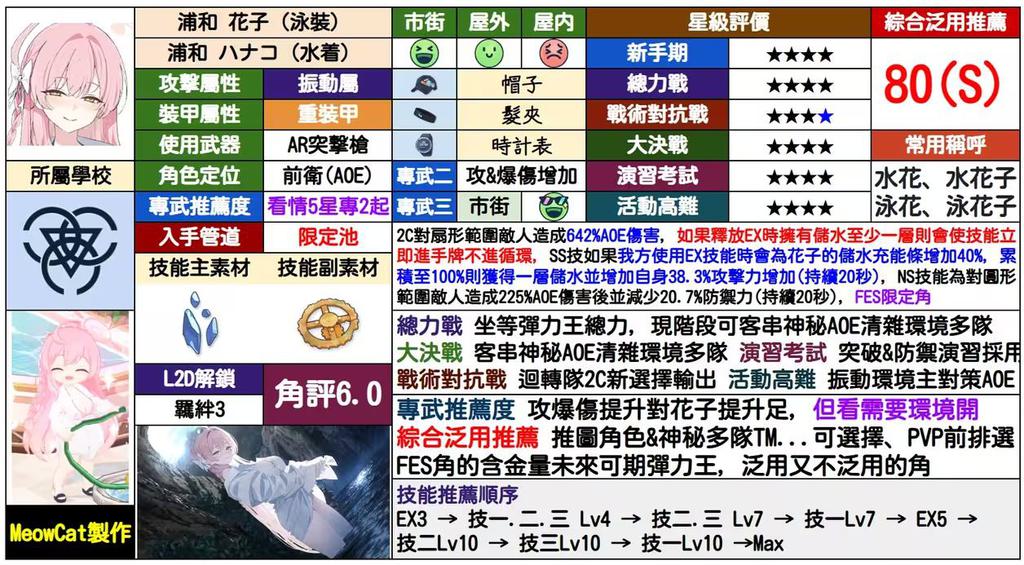 浦和 花子 (泳裝)
浦和 ハナコ (水着)
市街 屋外 屋内
星級評價
綜合泛用推薦
新手期 ★★★★
80(S)
攻擊屬性 振動屬
帽子
總力戰 ★★★★
裝甲屬性 重裝甲
髮夾
戰術對抗戰 ★★★★
使用武器 AR突擊槍
時計表
大決戰 ★★★★
常用稱呼
所屬學校
角色定位 前衛(AOE)
專武二 攻&爆傷增加
演習考試 ★★★★
水花、水花子
泳花、泳花子
專武推薦度 看情5星專2起
專武三 市街
活動高難 ★★★★
入手管道 限定池
2C對扇形範圍敵人造成642%AOE傷害, 如果釋放EX時擁有儲水至少一層則會使技能立
即進手牌不進循環, SS技如果我方使用EX技能時會為花子的儲水充能條增加40%, 累
積至100%則獲得一層儲水並增加自身38.3%攻擊力增加(持續20秒), NS技能為對圓形
範圍敵人造成225%AOE傷害後並減少20.7%防禦力(持續20秒), FES限定角
技能主素材 技能副素材
總力戰 坐等彈力王總力, 現階段可客串神秘AOE清雜環境多隊
大決戰 客串神秘AOE清雜環境多隊 演習考試 突破&防禦演習採用
戰術對抗戰 迴轉隊2C新選擇輸出 活動高難 振動環境主對策AOE
L2D解鎖
羈絆3
角評6.0
專武推薦度 攻爆傷提升對花子提升足, 但看需要環境開
綜合泛用推薦 推圖角色&神秘多隊TM...可選擇、PVP前排選
FES角的含金量未來可期彈力王, 泛用又不泛用的角
技能推薦順序
EX3 → 技一.二.三 Lv4 → 技二.三 Lv7 → 技一Lv7 → EX5 →
技二Lv10 → 技三Lv10 → 技一Lv10 →Max
MeowCat製作